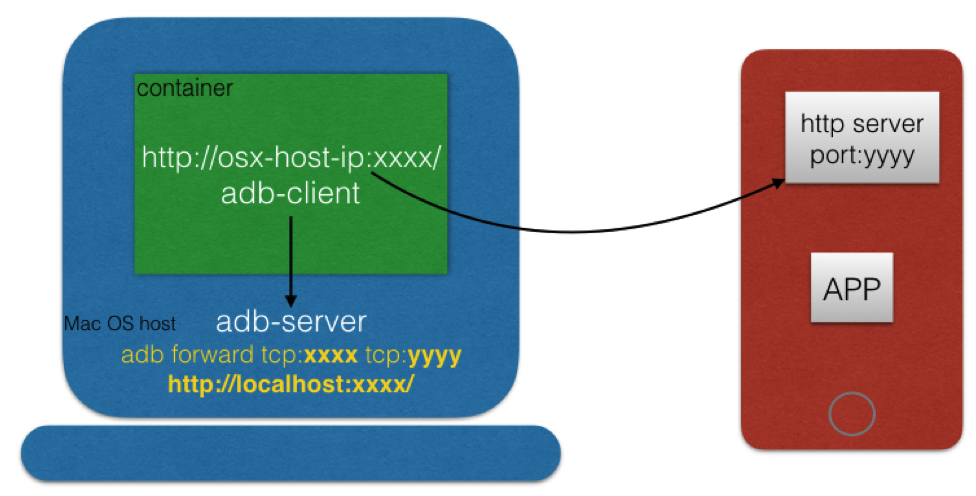 container
http://osx-host-ip:xxxx/
adb-client
Mac OS host
adb-server
adb forward tcp:xxxx tcp:yyyy
http://localhost:xxxx/
http server
port:yyyy
APP